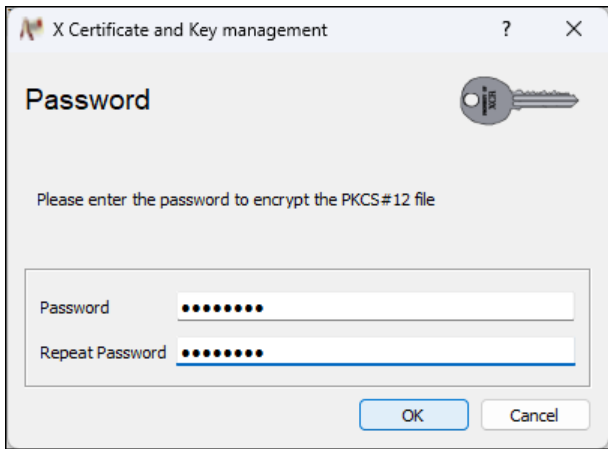 X Certificate and Key management
Password
Please enter the password to encrypt the PKCS#12 file
Password ••••••••
Repeat Password ••••••••
OK Cancel